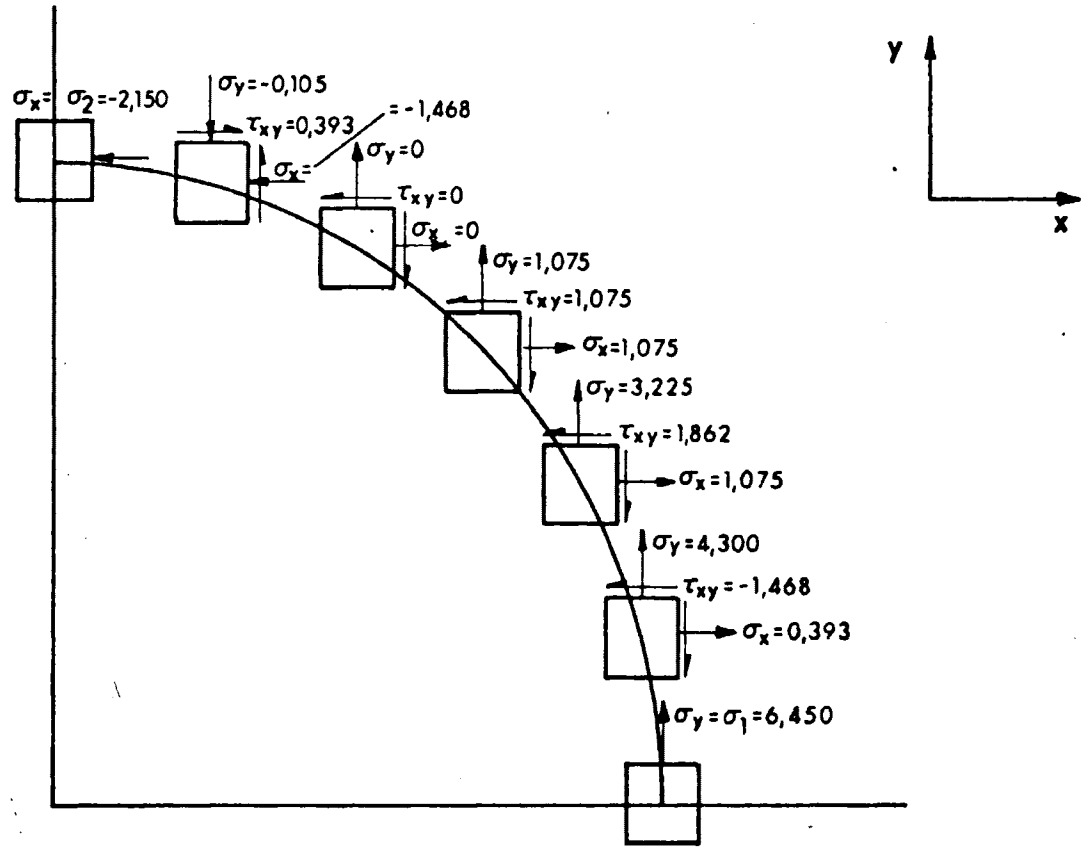 y
x
σy=-0,105
σx= σ2=-2,150
= -1,468
τxy=0,393
σy=0
σx=
τxy=0
σx =0
σy=1,075
τxy=1,075
σx=1,075
σy=3,225
τxy=1,862
σx=1,075
σy=4,300
τxy=-1,468
σx=0,393
σy=σ1=6,450